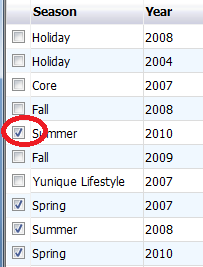 Season Year
Holiday 2008
Holiday 2004
Core 2007
Fall 2008
Summer 2010
Fall 2009
Yunique Lifestyle 2007
Spring 2007
Summer 2008
Spring 2010